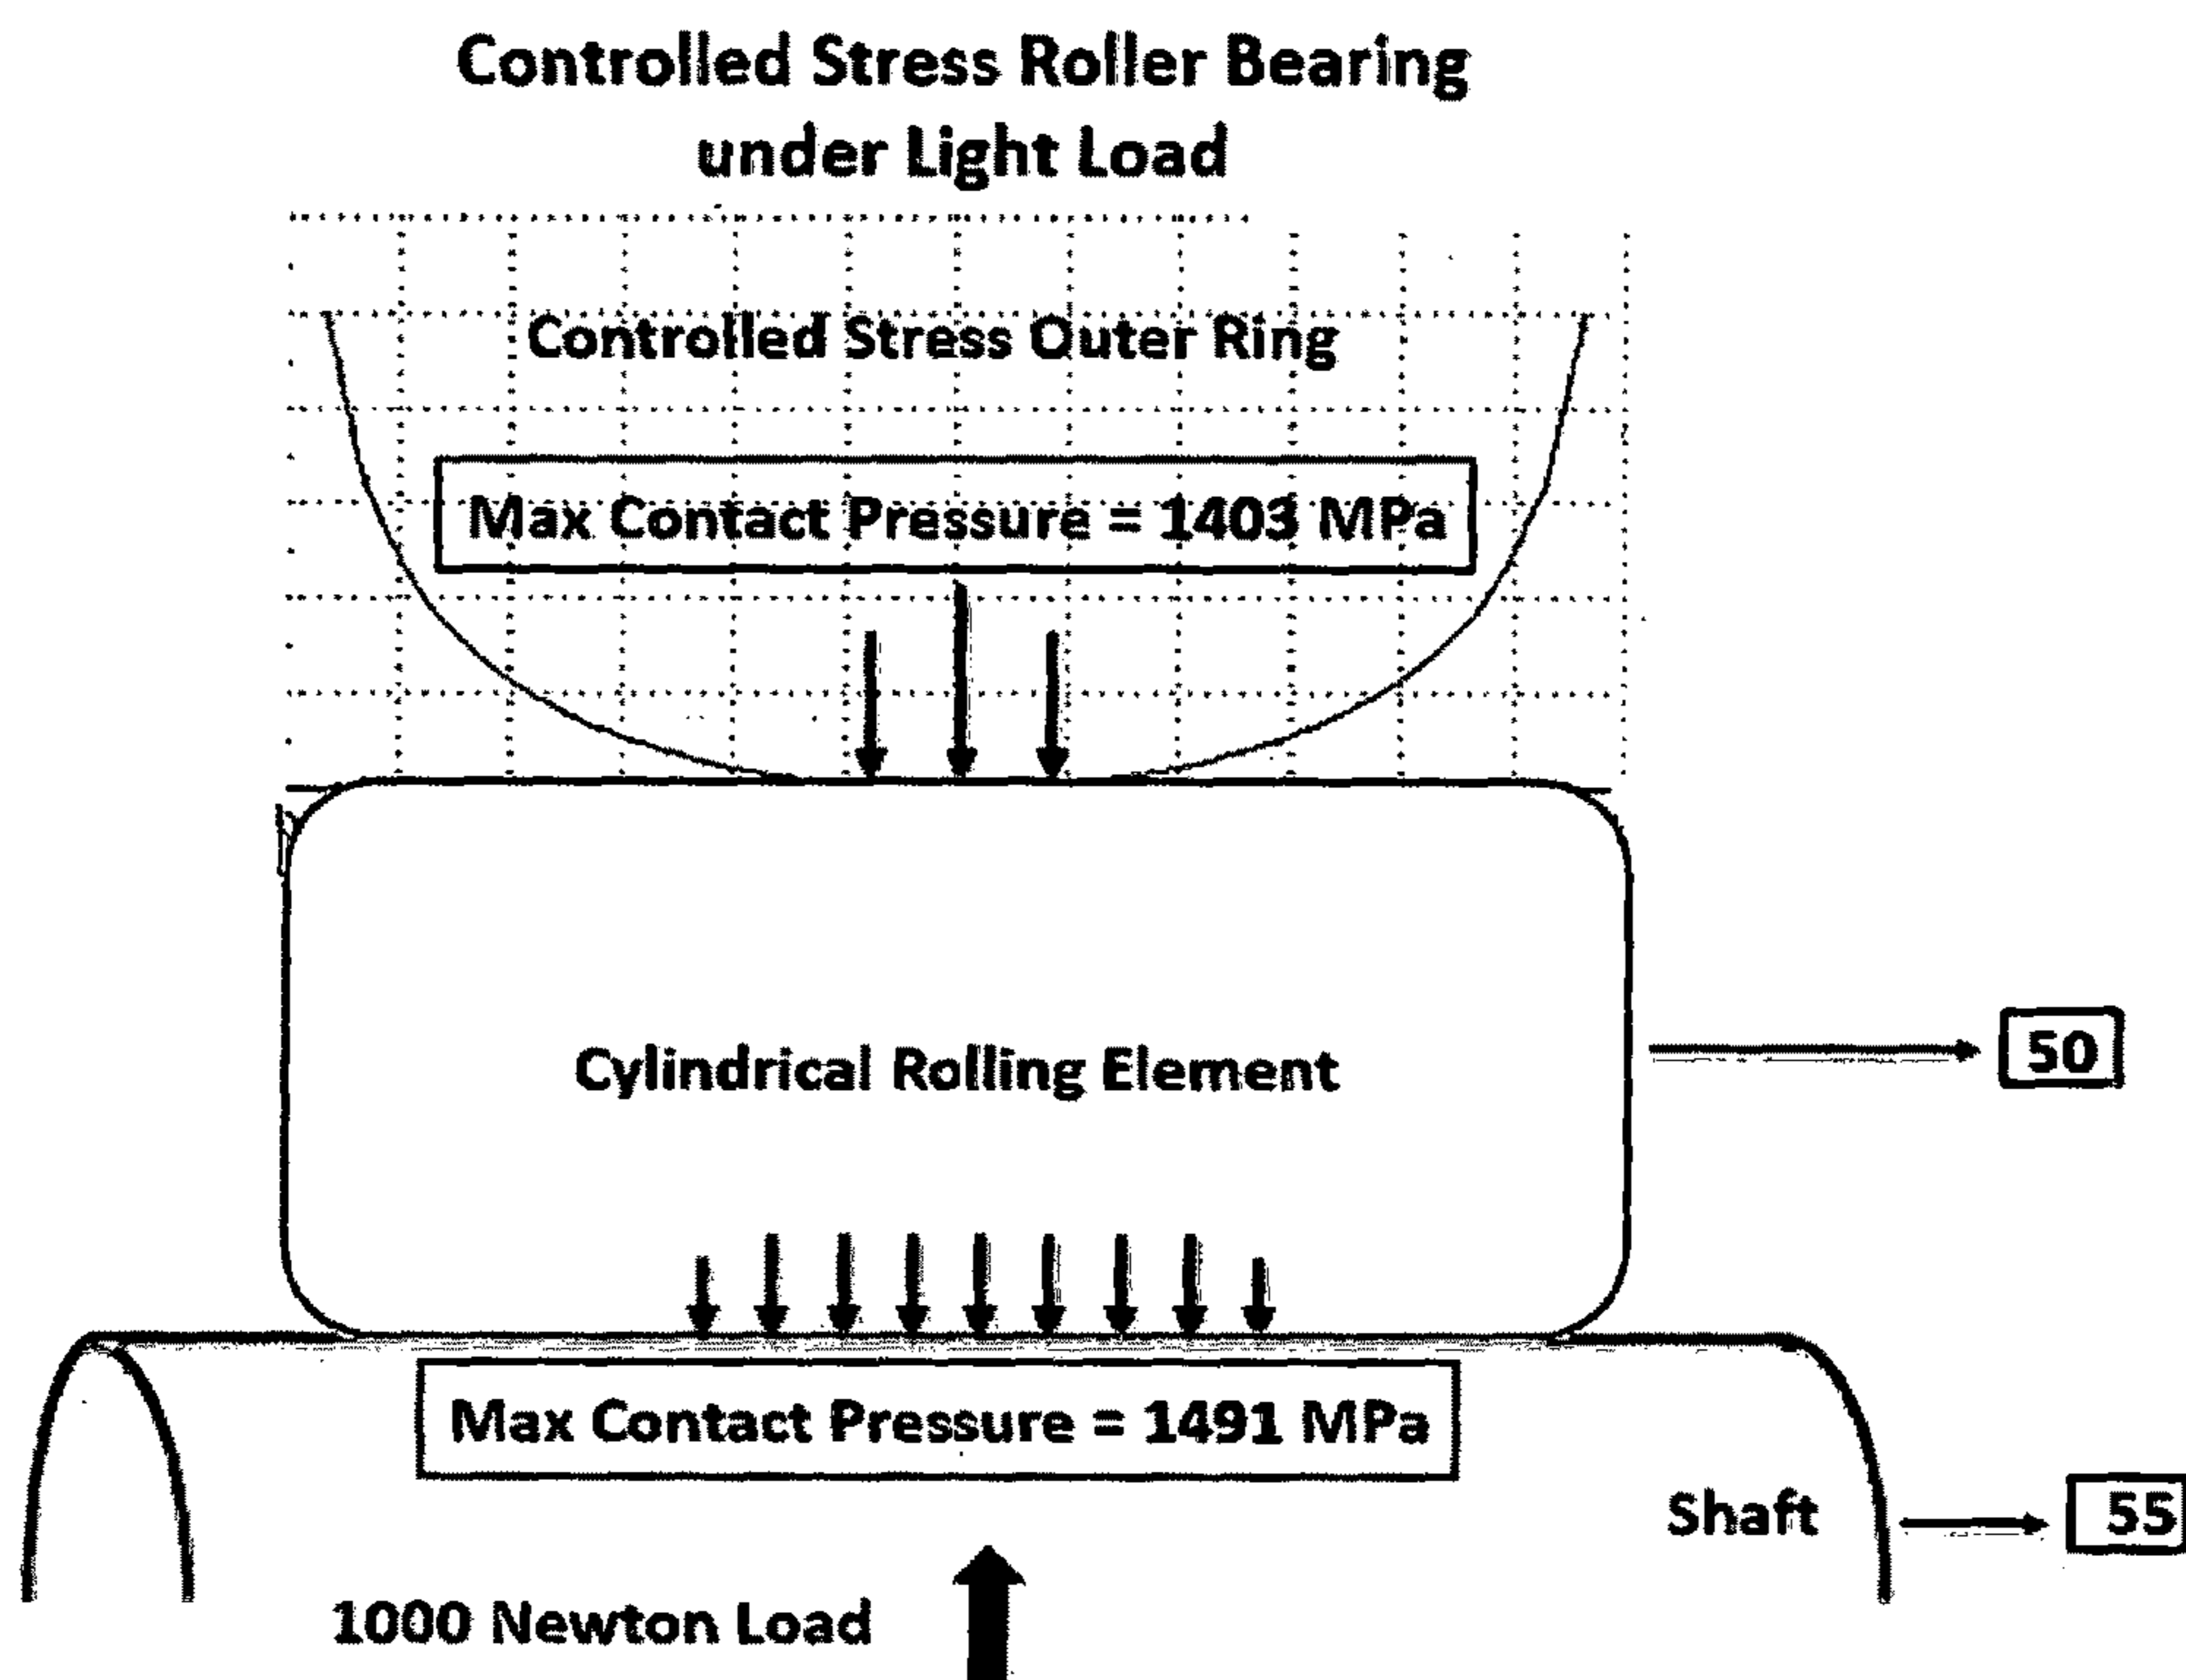 Controlled Stress Roller Bearing
under Light Load
Controlled Stress Outer Ring
Max Contact Pressure = 1403 MPa
Cylindrical Rolling Element
50
Max Contact Pressure = 1491 MPa
Shaft
55
1000 Newton Load